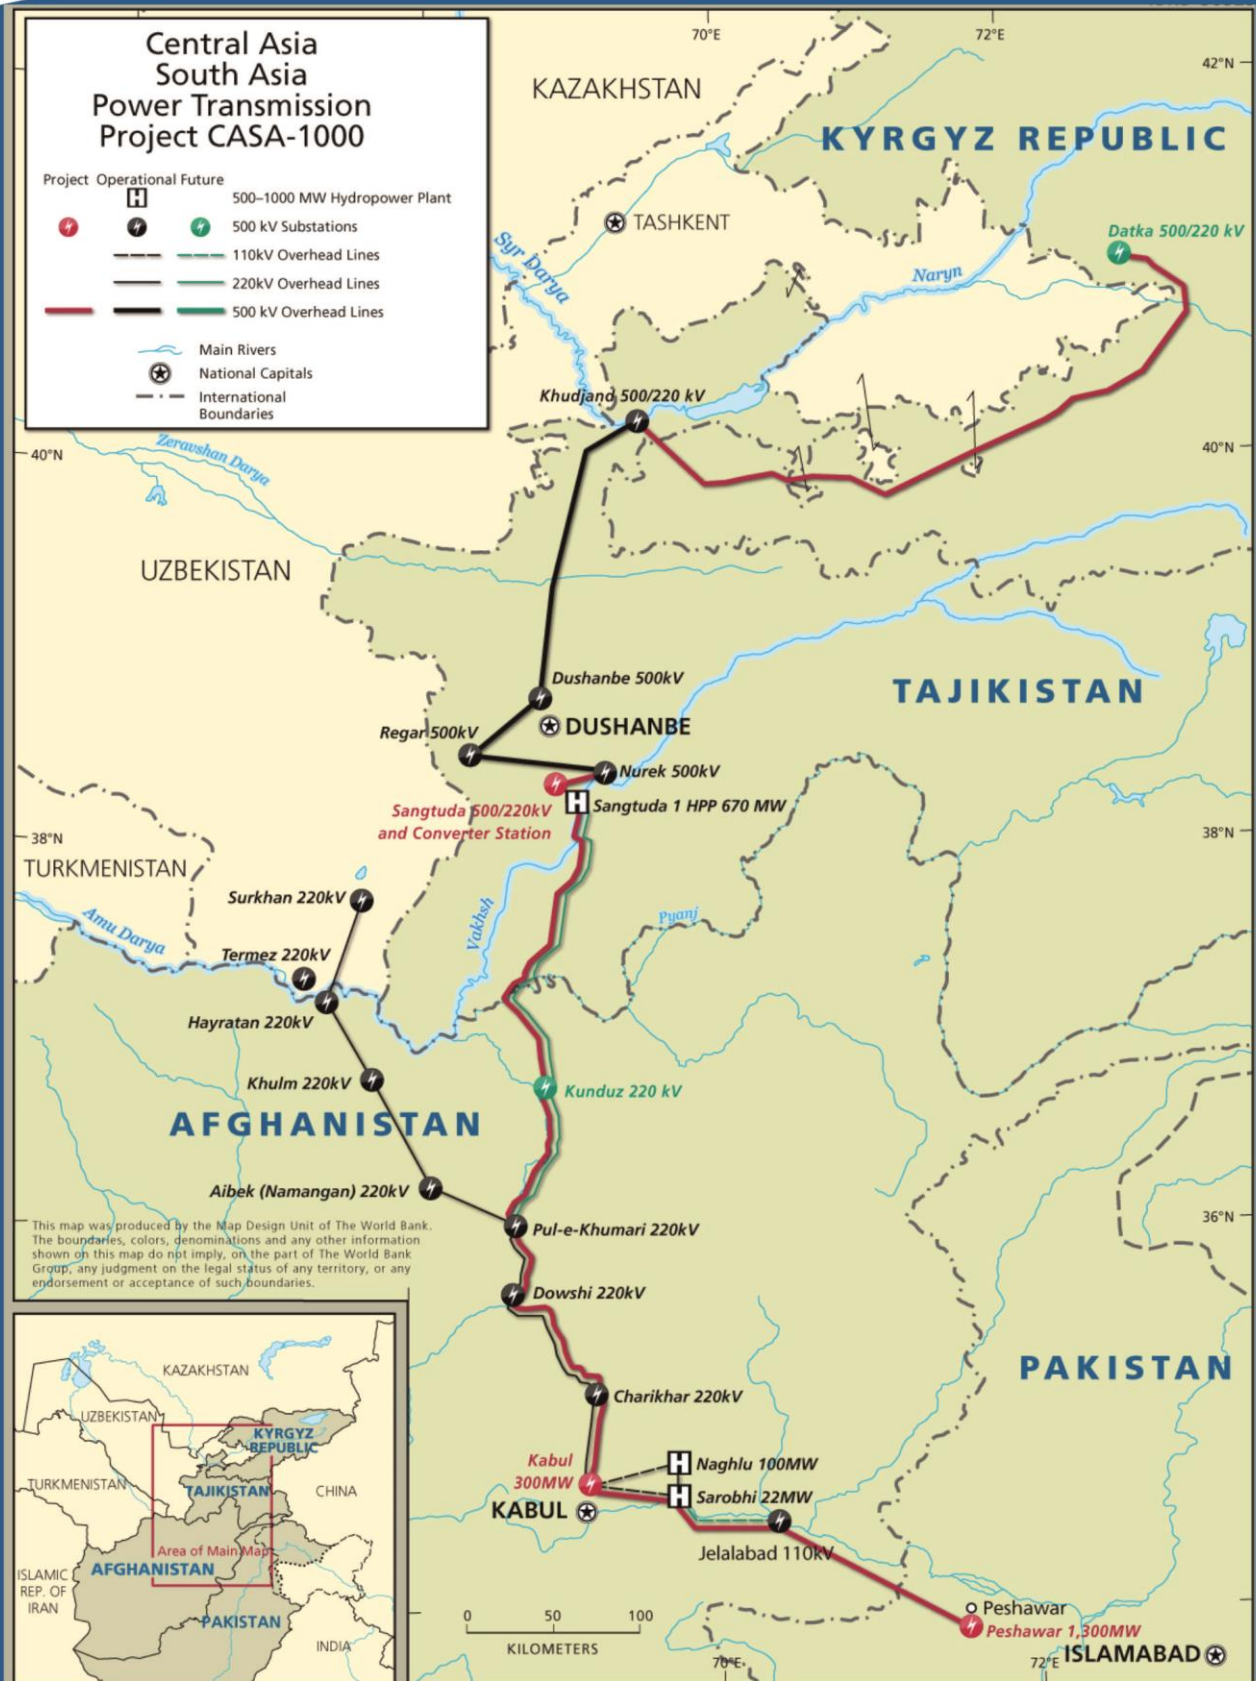 Central Asia
South Asia
Power Transmission
Project CASA-1000
Project Operational Future
H
500–1000 MW Hydropower Plant
500 kV Substations
110kV Overhead Lines
220kV Overhead Lines
500 kV Overhead Lines
Main Rivers
National Capitals
International
Boundaries
70°E
72°E
42°N
KAZAKHSTAN
KYRGYZ REPUBLIC
TASHKENT
Datka 500/220 kV
Syr Darya
Naryn
Khudjand 500/220 kV
40°N
40°N
Zeravshan Darya
UZBEKISTAN
TAJIKISTAN
Dushanbe 500kV
DUSHANBE
Regar 500kV
Nurek 500kV
H
Sangtuda 1 HPP 670 MW
Sangtuda 500/220kV
and Converter Station
38°N
38°N
TURKMENISTAN
Surkhan 220kV
Amu Darya
Vakhsh
Pyanj
Termez 220kV
Hayratan 220kV
Khulm 220kV
Kunduz 220 kV
AFGHANISTAN
Aibek (Namangan) 220kV
Pul-e-Khumari 220kV
36°N
This map was produced by the Map Design Unit of The World Bank.
The boundaries, colors, denominations and any other information
shown on this map do not imply, on the part of The World Bank
Group, any judgment on the legal status of any territory, or any
endorsement or acceptance of such boundaries.
Dowshi 220kV
PAKISTAN
Charikhar 220kV
Kabul
300MW
H
Naghlu 100MW
H
Sarobhi 22MW
KABUL
Jelalabad 110kV
Peshawar
Peshawar 1,300MW
ISLAMABAD
0 50 100
KILOMETERS
70°E
72°E
KAZAKHSTAN
UZBEKISTAN
KYRGYZ
REPUBLIC
TURKMENISTAN
TAJIKISTAN
CHINA
Area of Main Map
AFGHANISTAN
ISLAMIC
REP. OF
IRAN
PAKISTAN
INDIA